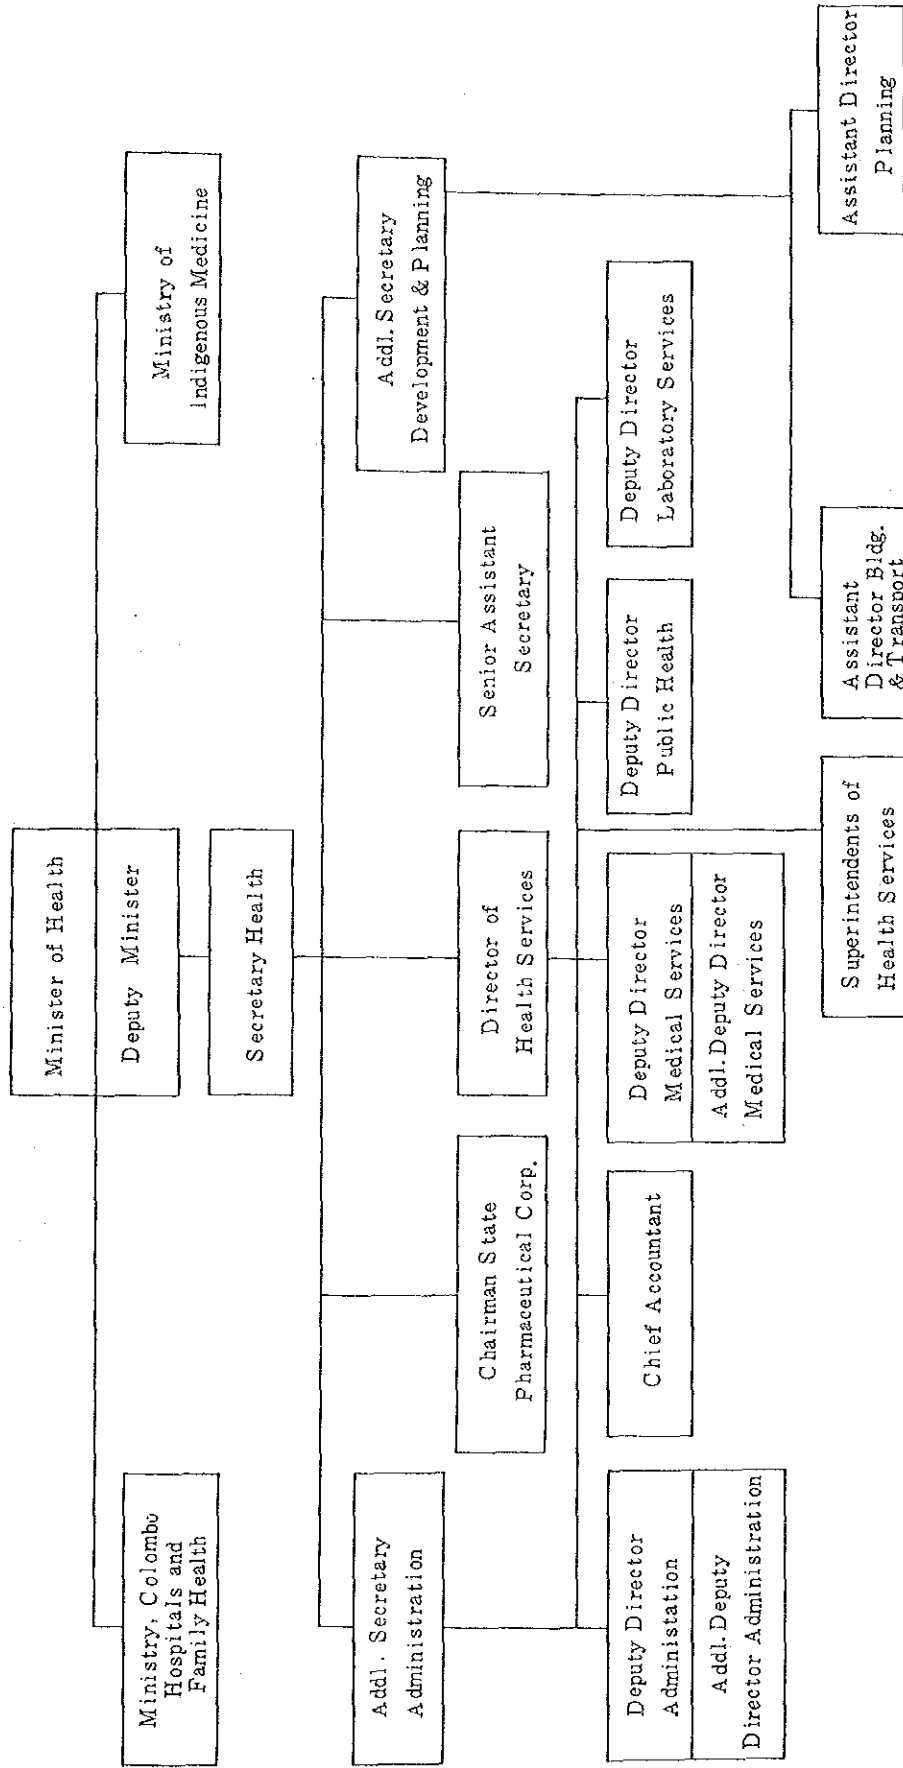 Minister of Health
Deputy Minister
Ministry, Colombo
Hospitals and
Family Health
Ministry of
Indigenous Medicine
Secretary Health
Addl. Secretary
Administration
Addl. Secretary
Development & Planning
Chairman State
Pharmaceutical Corp.
Director of
Health Services
Senior Assistant
Secretary
Deputy Director
Administation
Addl. Deputy
Director Administration
Chief Accountant
Deputy Director
Medical Services
Addl. Deputy Director
Medical Services
Deputy Director
Public Health
Deputy Director
Laboratory Services
Superintendents of
Health Services
Assistant
Director Bldg.
& Transport
Assistant Director
Planning